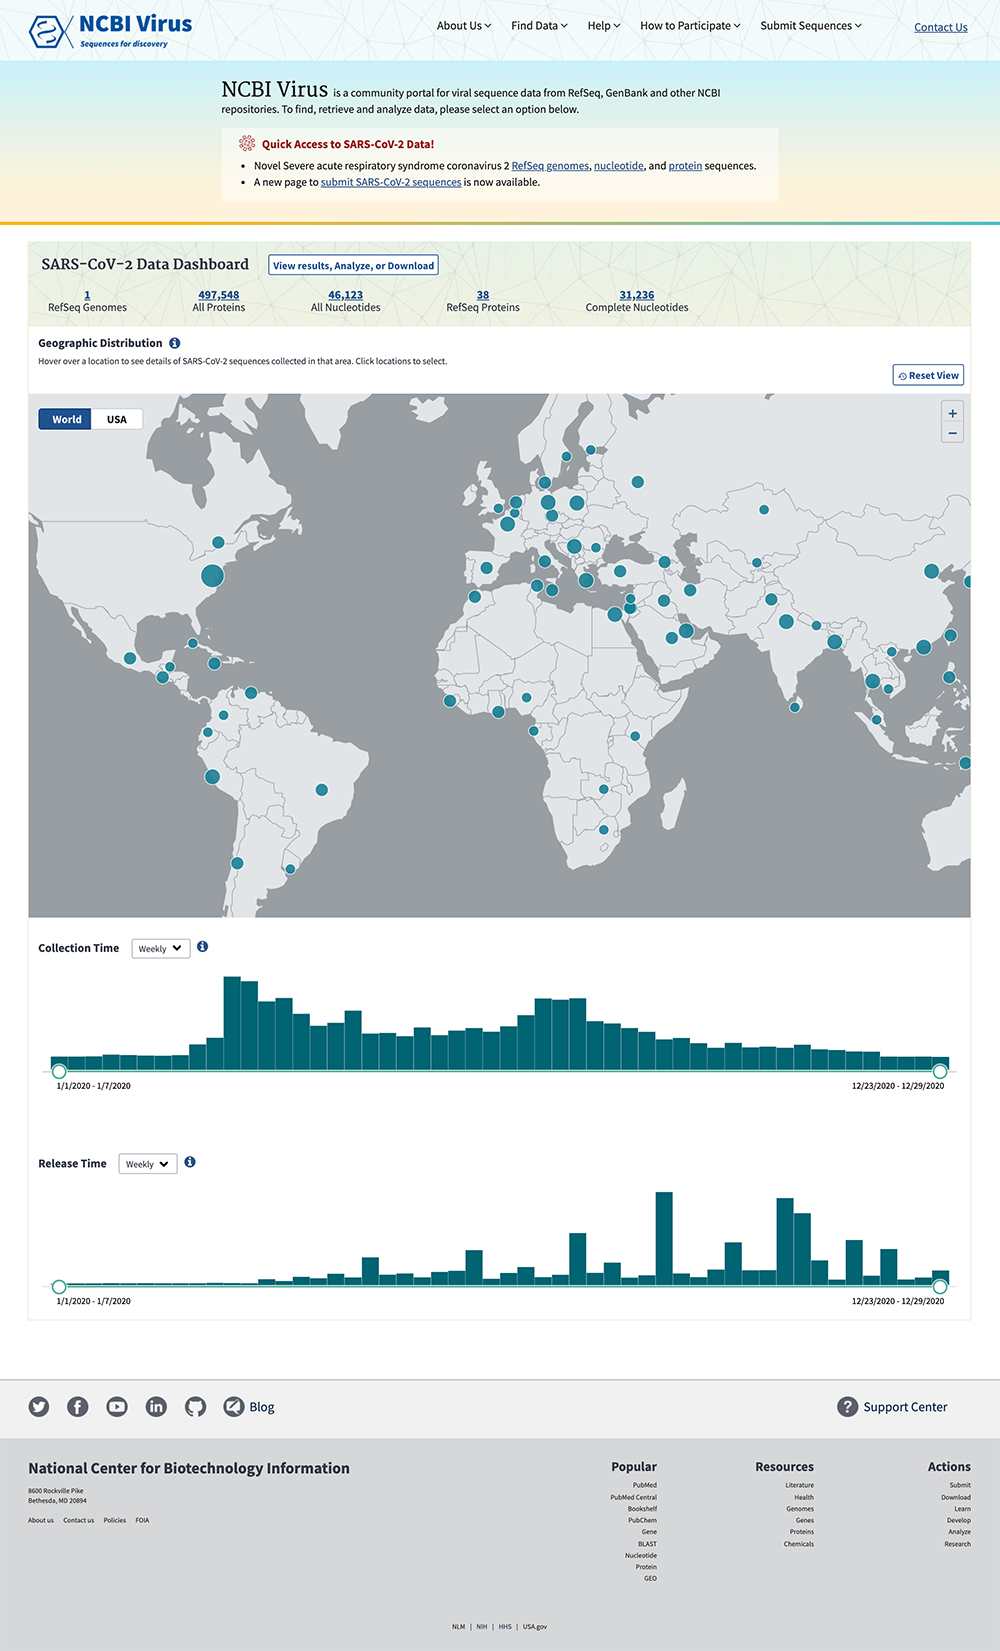 NCBI Virus
Sequences for discovery
About Us Find Data Help How to Participate Submit Sequences Contact Us
NCBI Virus is a community portal for viral sequence data from RefSeq, GenBank and other NCBI
repositories. To find, retrieve and analyze data, please select an option below.
Quick Access to SARS-CoV-2 Data!
• Novel Severe acute respiratory syndrome coronavirus 2 RefSeq genomes, nucleotide, and protein sequences.
• A new page to submit SARS-CoV-2 sequences is now available.
SARS-CoV-2 Data Dashboard View results, Analyze, or Download
1 497,548 46,123 38 31,236
RefSeq Genomes All Proteins All Nucleotides RefSeq Proteins Complete Nucleotides
Geographic Distribution
Hover over a location to see details of SARS-CoV-2 sequences collected in that area. Click locations to select.
Reset View
World USA
+
−
Collection Time Weekly
1/1/2020 - 1/7/2020 12/23/2020 - 12/29/2020
Release Time Weekly
1/1/2020 - 1/7/2020 12/23/2020 - 12/29/2020
Blog ? Support Center
National Center for Biotechnology Information
8600 Rockville Pike
Bethesda, MD 20894
About us Contact us Policies FOIA
Popular
PubMed
PubMed Central
Bookshelf
PubChem
Gene
BLAST
Nucleotide
Protein
GEO
Resources
Literature
Health
Genomes
Genes
Proteins
Chemicals
Actions
Submit
Download
Learn
Develop
Analyze
Research
NLM | NIH | HHS | USA.gov